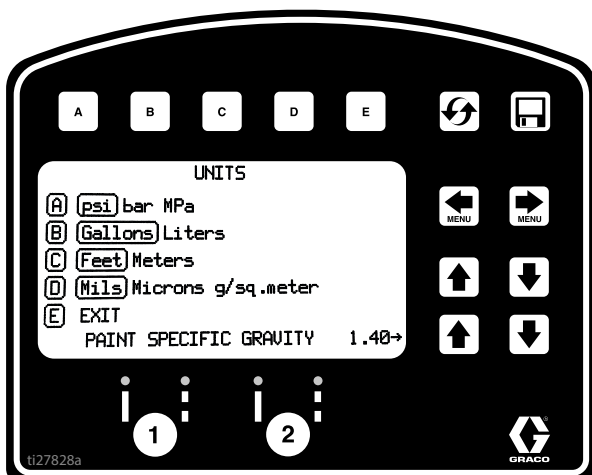 A B C D E
UNITS
A psi bar MPa
MENU MENU
B Gallons Liters
C Feet Meters
D Mils Microns g/sq.meter
E EXIT
PAINT SPECIFIC GRAVITY 1.40→
1 2
ti27828a
GRACO